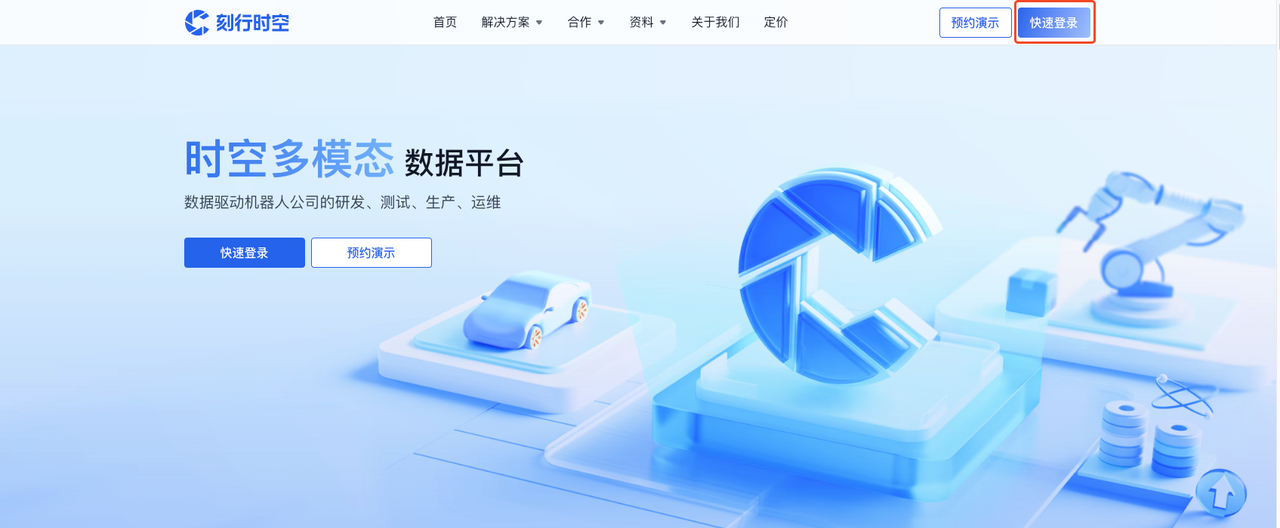 刻行时空
首页 解决方案 合作 资料 关于我们 定价 预约演示 快速登录
时空多模态 数据平台
数据驱动机器人公司的研发、测试、生产、运维
快速登录 预约演示